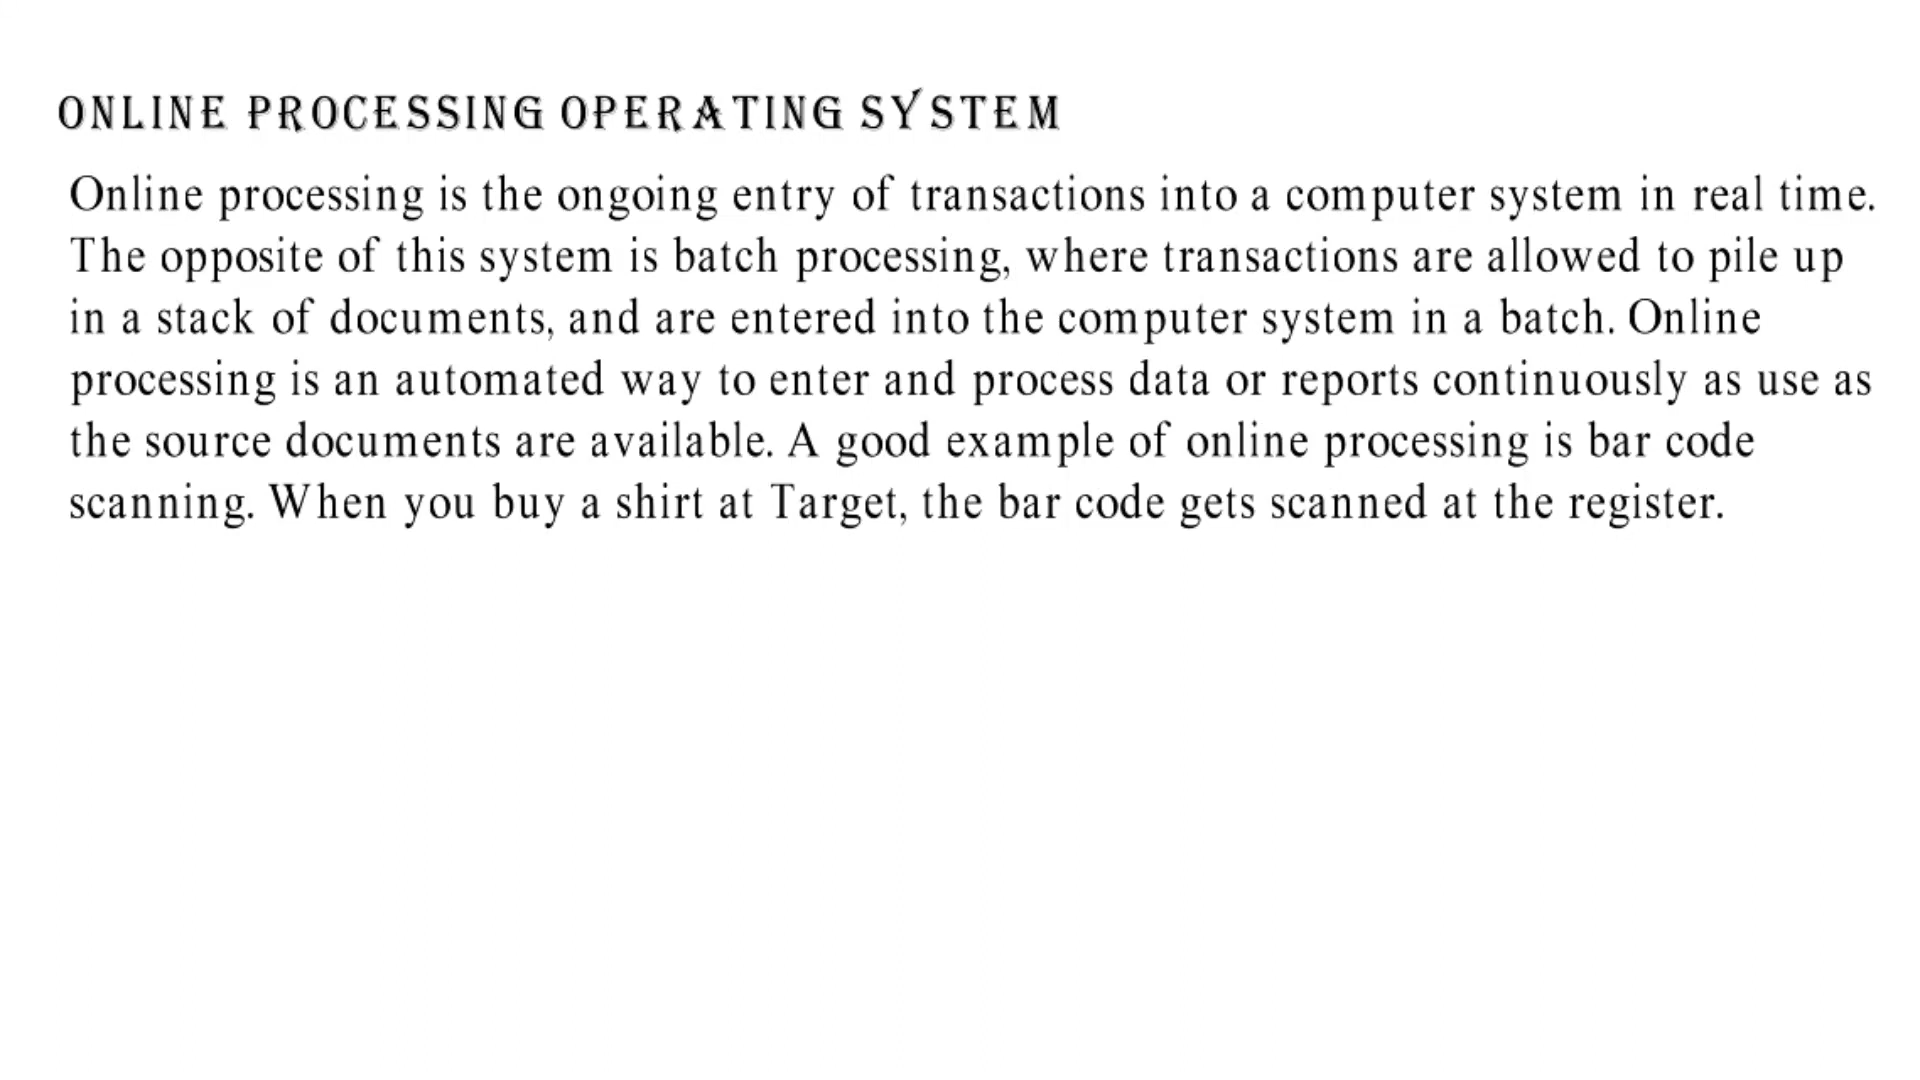 ONLINE PROCESSING OPERATING SYSTEM
Online processing is the ongoing entry of transactions into a computer system in real time.
The opposite of this system is batch processing, where transactions are allowed to pile up
in a stack of documents, and are entered into the computer system in a batch. Online
processing is an automated way to enter and process data or reports continuously as use as
the source documents are available. A good example of online processing is bar code
scanning. When you buy a shirt at Target, the bar code gets scanned at the register.